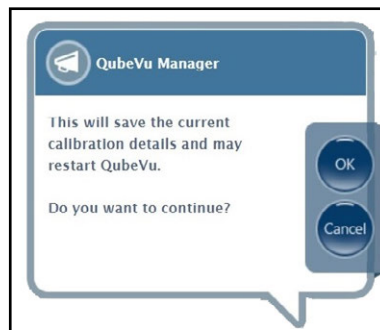 QubeVu Manager
This will save the current
calibration details and may
restart QubeVu.
Do you want to continue?
OK
Cancel